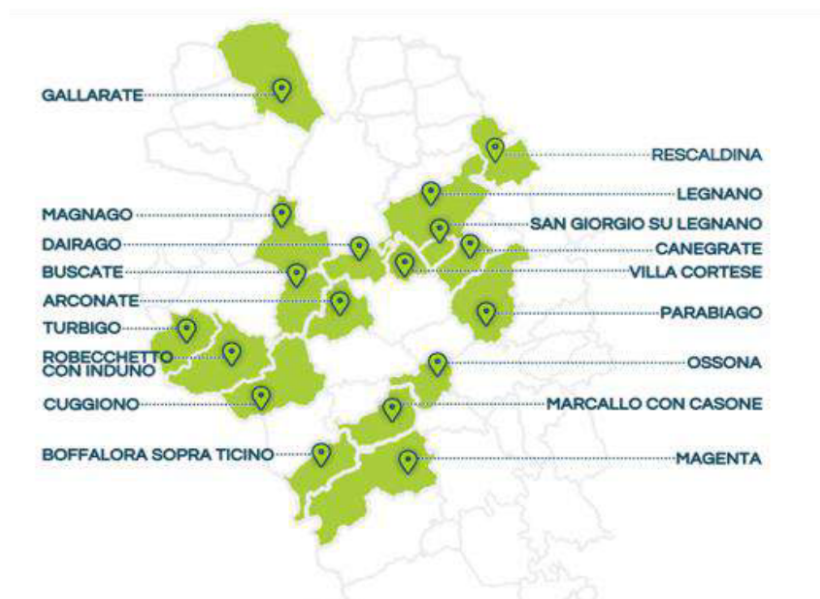 GALLARATE
MAGNAGO
DAIRAGO
BUSCATE
ARCONATE
TURBIGO
ROBECCHETTO
CON INDUNO
CUGGIONO
BOFFALORA SOPRA TICINO
RESCALDINA
LEGNANO
SAN GIORGIO SU LEGNANO
CANEGRATE
VILLA CORTESE
PARABIAGO
OSSONA
MARCALLO CON CASONE
MAGENTA